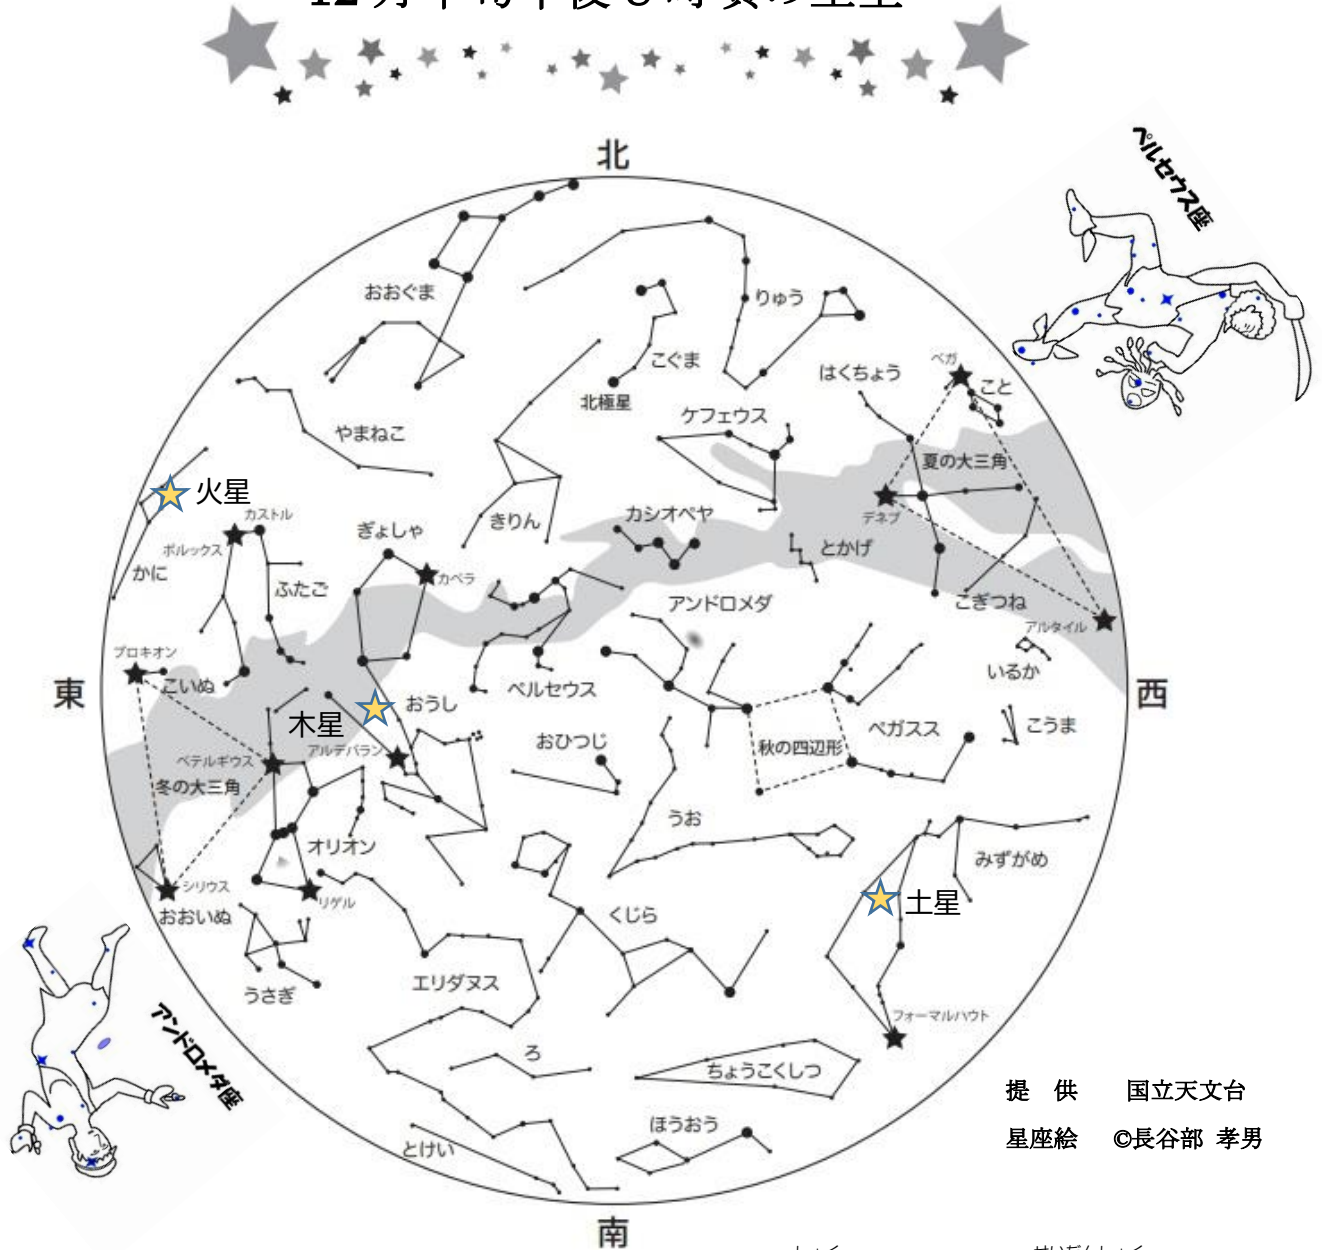 北
ペルセウス座
おおぐま
りゅう
こぐま
北極星
はくちょう
ベガ
こと
ケフェウス
やまねこ
夏の大三角
火星
カストル
ぎょしゃ
きりん
カシオペヤ
デネブ
ポルックス
とかげ
かに
ふたご
カペラ
アンドロメダ
こぎつね
アルタイル
プロキオン
いるか
こいぬ
ペルセウス
東
西
おうし
木星
おひつじ
秋の四辺形
ペガスス
こうま
アルデバラン
ベテルギウス
冬の大三角
うお
オリオン
みずがめ
シリウス
リゲル
土星
おおいぬ
くじら
エリダヌス
うさぎ
フォーマルハウト
アンドロメダ座
ろ
ちょうこくしつ
提 供 国立天文台
ほうおう
星座絵 ©長谷部 孝男
とけい
南